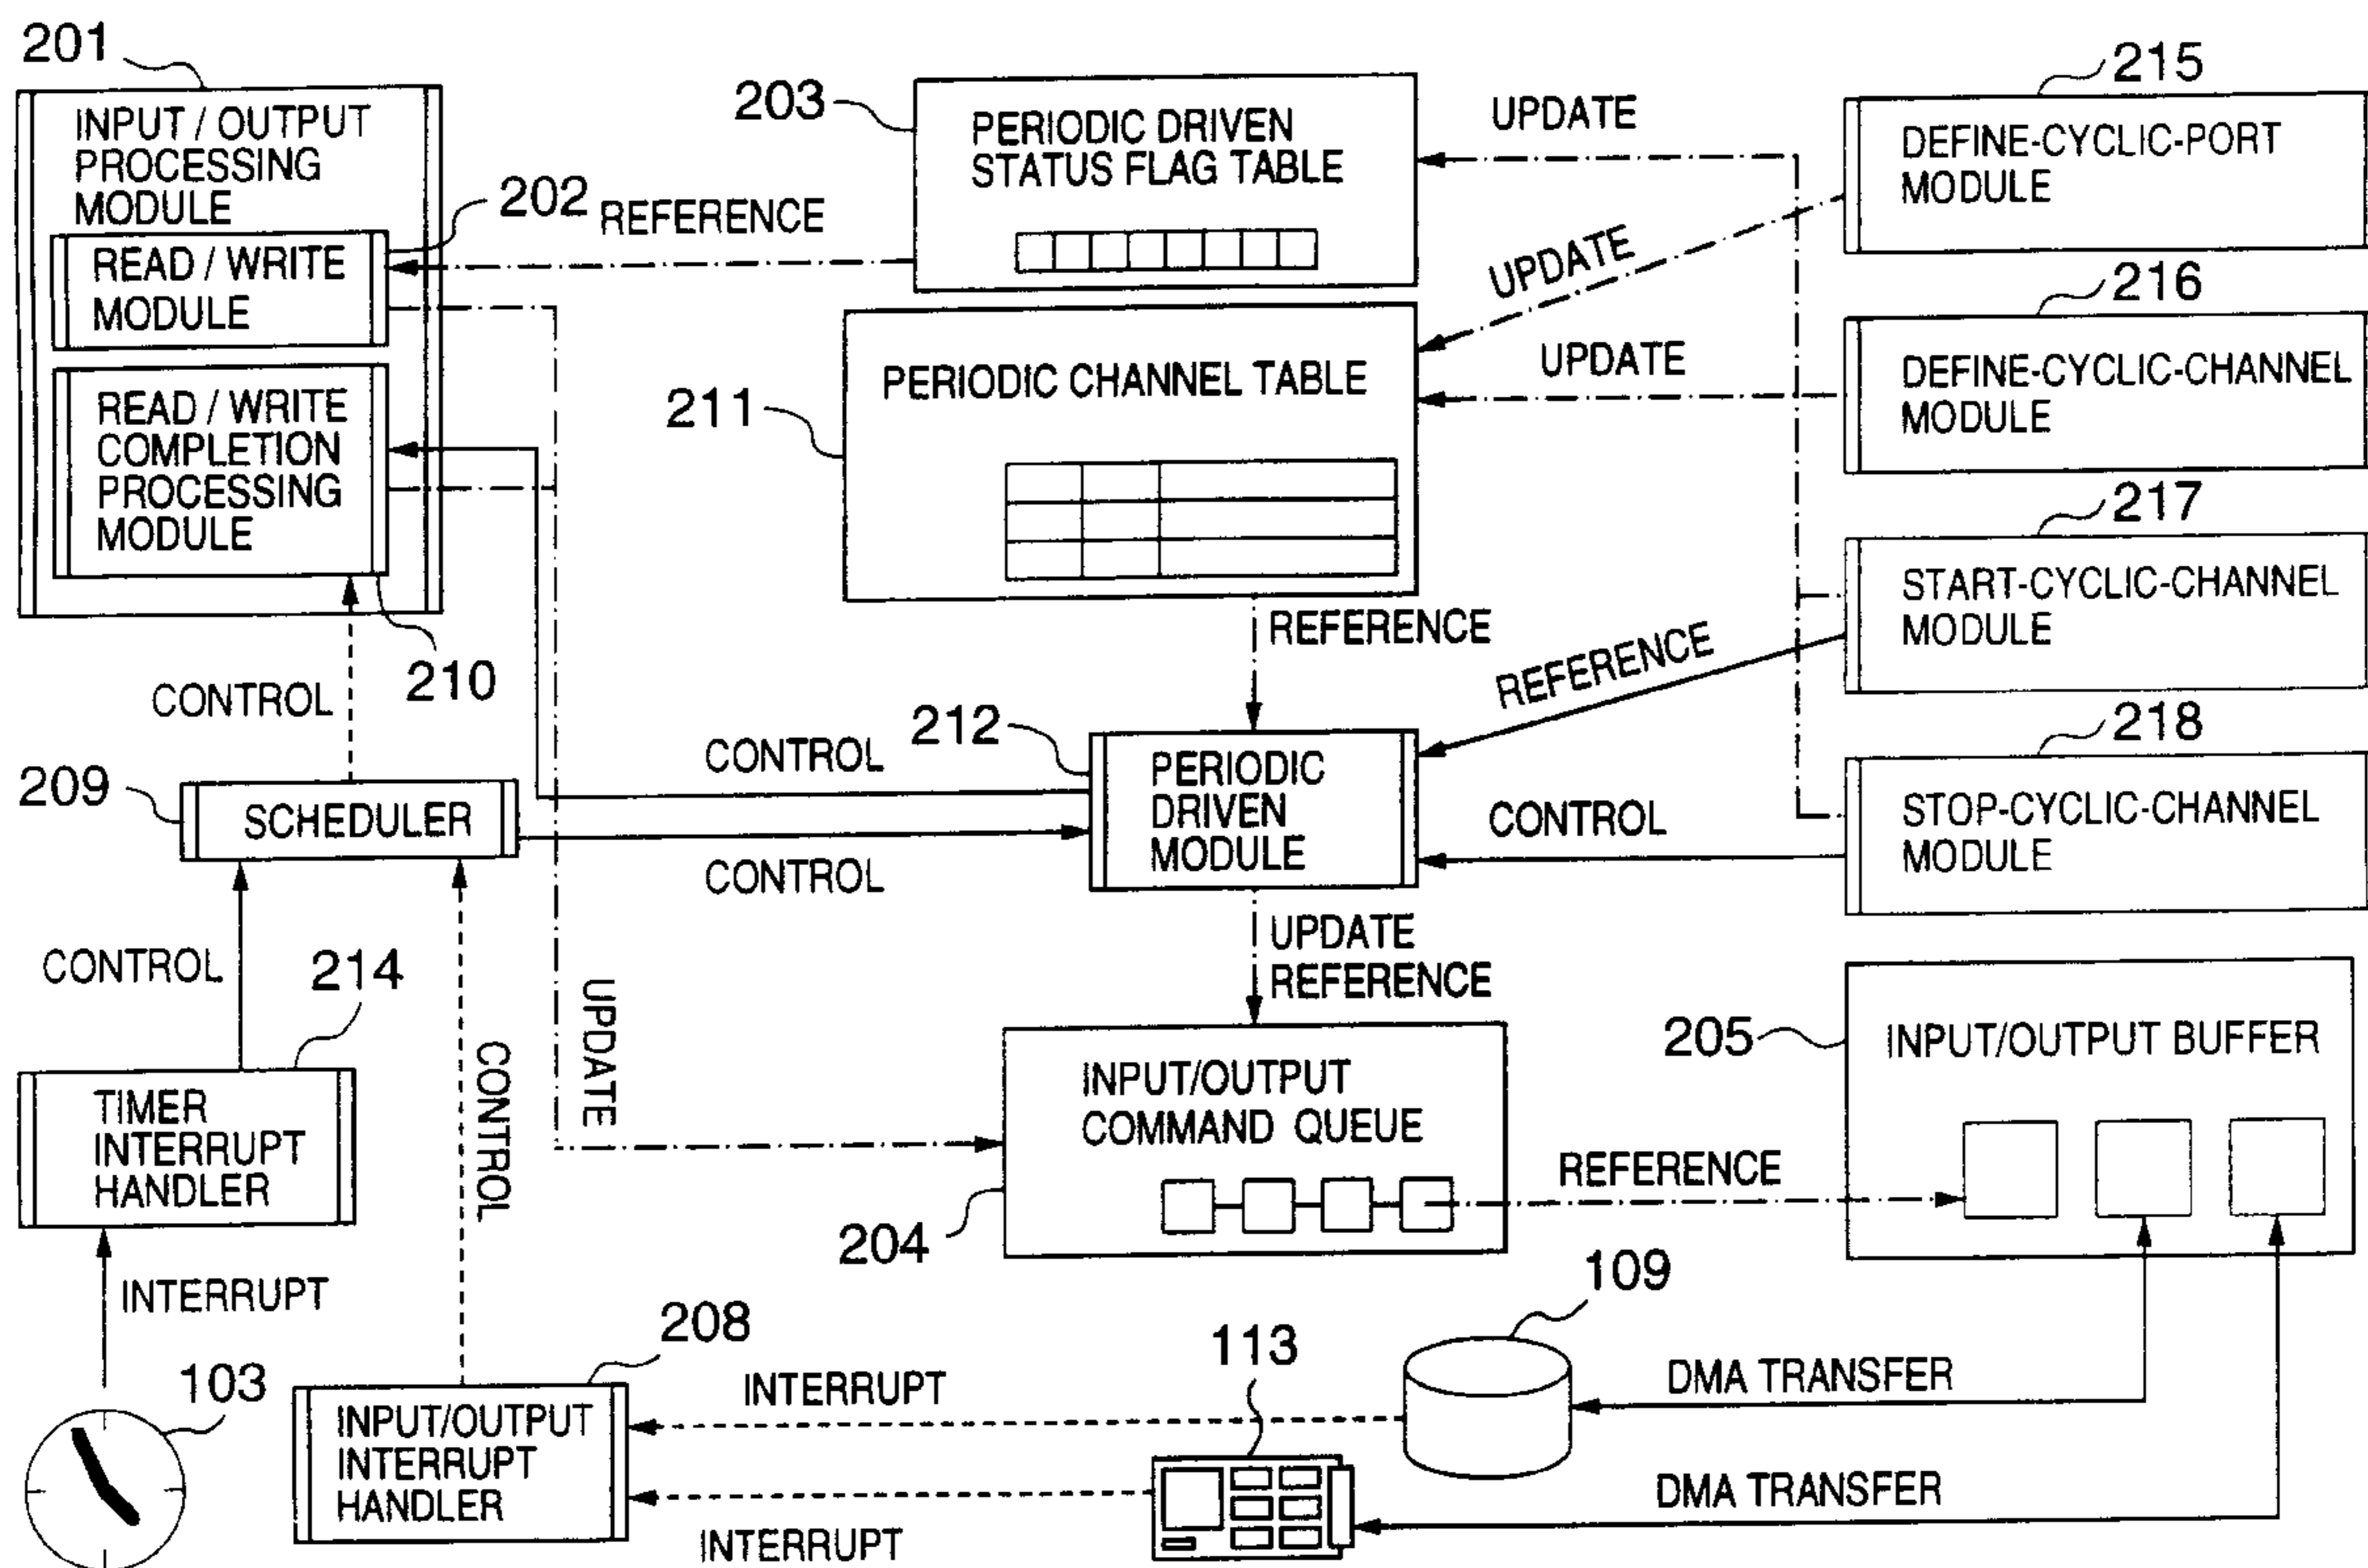 201
INPUT / OUTPUT
PROCESSING
MODULE
202
READ / WRITE
MODULE
READ / WRITE
COMPLETION
PROCESSING
MODULE
210
REFERENCE
203
PERIODIC DRIVEN
STATUS FLAG TABLE
UPDATE
215
DEFINE-CYCLIC-PORT
MODULE
UPDATE
211
PERIODIC CHANNEL TABLE
UPDATE
216
DEFINE-CYCLIC-CHANNEL
MODULE
REFERENCE
217
START-CYCLIC-CHANNEL
MODULE
REFERENCE
CONTROL
209
SCHEDULER
CONTROL
CONTROL
212
PERIODIC
DRIVEN
MODULE
CONTROL
218
STOP-CYCLIC-CHANNEL
MODULE
UPDATE
REFERENCE
CONTROL
214
TIMER
INTERRUPT
HANDLER
CONTROL
UPDATE
INPUT/OUTPUT
COMMAND QUEUE
204
REFERENCE
205
INPUT/OUTPUT BUFFER
INTERRUPT
103
208
INPUT/OUTPUT
INTERRUPT
HANDLER
INTERRUPT
INTERRUPT
113
109
DMA TRANSFER
DMA TRANSFER